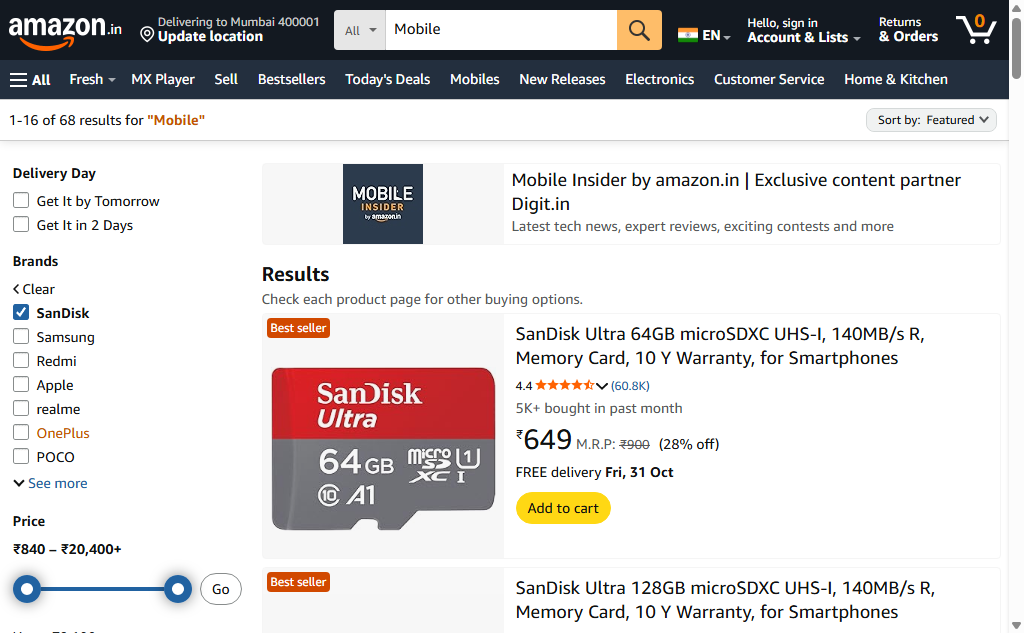 amazon.in
Delivering to Mumbai 400001
Update location
All
Mobile
EN
Hello, sign in
Account & Lists
Returns
& Orders
0
All
Fresh
MX Player
Sell
Bestsellers
Today's Deals
Mobiles
New Releases
Electronics
Customer Service
Home & Kitchen
1-16 of 68 results for "Mobile"
Sort by: Featured
Delivery Day
Get It by Tomorrow
Get It in 2 Days
Brands
Clear
SanDisk
Samsung
Redmi
Apple
realme
OnePlus
POCO
See more
Price
₹840 – ₹20,400+
Go
MOBILE
INSIDER
by amazon.in
Mobile Insider by amazon.in | Exclusive content partner
Digit.in
Latest tech news, expert reviews, exciting contests and more
Results
Check each product page for other buying options.
Best seller
SanDisk
Ultra
64GB
micro
SD
XC
U1
I
10
A1
SanDisk Ultra 64GB microSDXC UHS-I, 140MB/s R,
Memory Card, 10 Y Warranty, for Smartphones
4.4 (60.8K)
5K+ bought in past month
₹649 M.R.P: ₹900 (28% off)
FREE delivery Fri, 31 Oct
Add to cart
Best seller
SanDisk Ultra 128GB microSDXC UHS-I, 140MB/s R,
Memory Card, 10 Y Warranty, for Smartphones